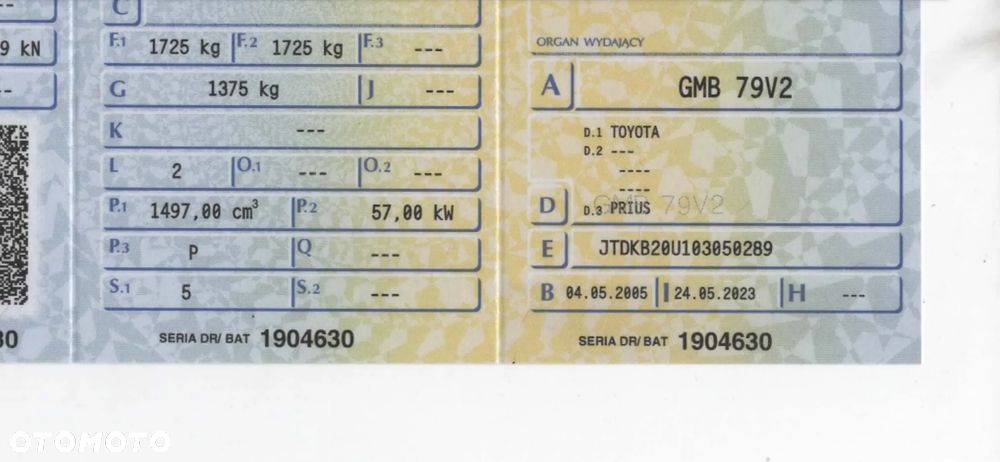 --
9 kN
--
30
C
F.1 1725 kg F.2 1725 kg F.3 ---
G 1375 kg J ---
K ---
L 2 O.1 --- O.2 ---
P.1 1497,00 cm³ P.2 57,00 kW
P.3 P Q ---
S.1 5 S.2 ---
SERIA DR/ BAT 1904630
ORGAN WYDAJĄCY
A GMB 79V2
D.1 TOYOTA
D.2 ---
----
----
D D.3 PRIUS
GMB 79V2
E JTDKB20U103050289
B 04.05.2005 I 24.05.2023 H ---
SERIA DR/ BAT 1904630
OTOMOTO